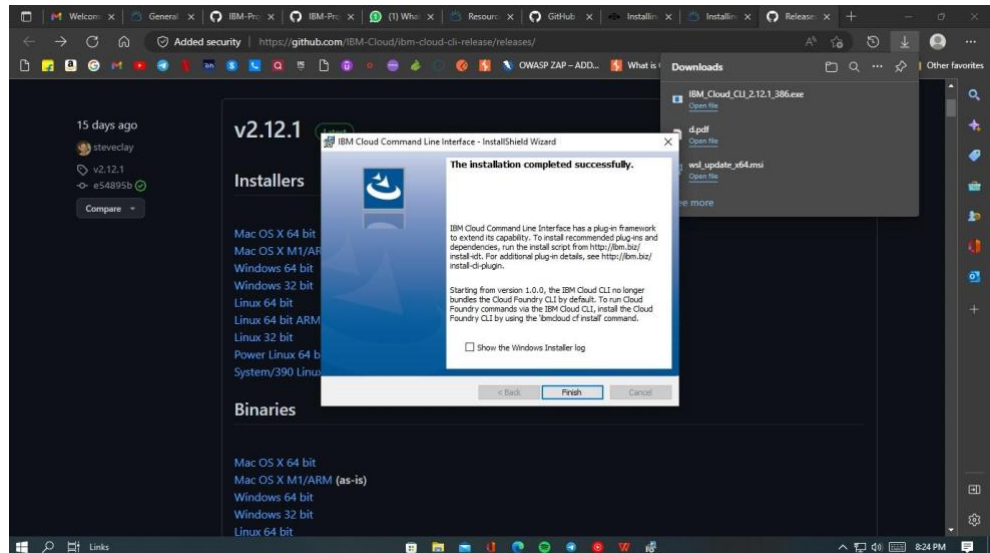 Welcom
General
IBM-Pro
IBM-Pro
(1) Wha
Resourc
GitHub
Installin
Installin
Release
Added security
https://github.com/IBM-Cloud/ibm-cloud-cli-release/releases/
OWASP ZAP – ADD...
What is
Other favorites
Downloads
IBM_Cloud_CLI_2.12.1_386.exe
Open file
d.pdf
Open file
wsl_update_x64.msi
Open file
See more
15 days ago
steveclay
v2.12.1
e54895b
Compare
v2.12.1
Latest
Installers
Mac OS X 64 bit
Mac OS X M1/AR
Windows 64 bit
Windows 32 bit
Linux 64 bit
Linux 64 bit ARM
Linux 32 bit
Power Linux 64 b
System/390 Linux
IBM Cloud Command Line Interface - InstallShield Wizard
The installation completed successfully.
IBM Cloud Command Line Interface has a plug-in framework
to extend its capability. To install recommended plug-ins and
dependencies, run the install script from http://ibm.biz/
install-idt. For additional plug-in details, see http://ibm.biz/
install-cli-plugin.
Starting from version 1.0.0, the IBM Cloud CLI no longer
bundles the Cloud Foundry CLI by default. To run Cloud
Foundry commands via the IBM Cloud CLI, install the Cloud
Foundry CLI by using the 'ibmcloud cf install' command.
Show the Windows Installer log
< Back
Finish
Cancel
Binaries
Mac OS X 64 bit
Mac OS X M1/ARM (as-is)
Windows 64 bit
Windows 32 bit
Linux 64 bit
Links
8:24 PM